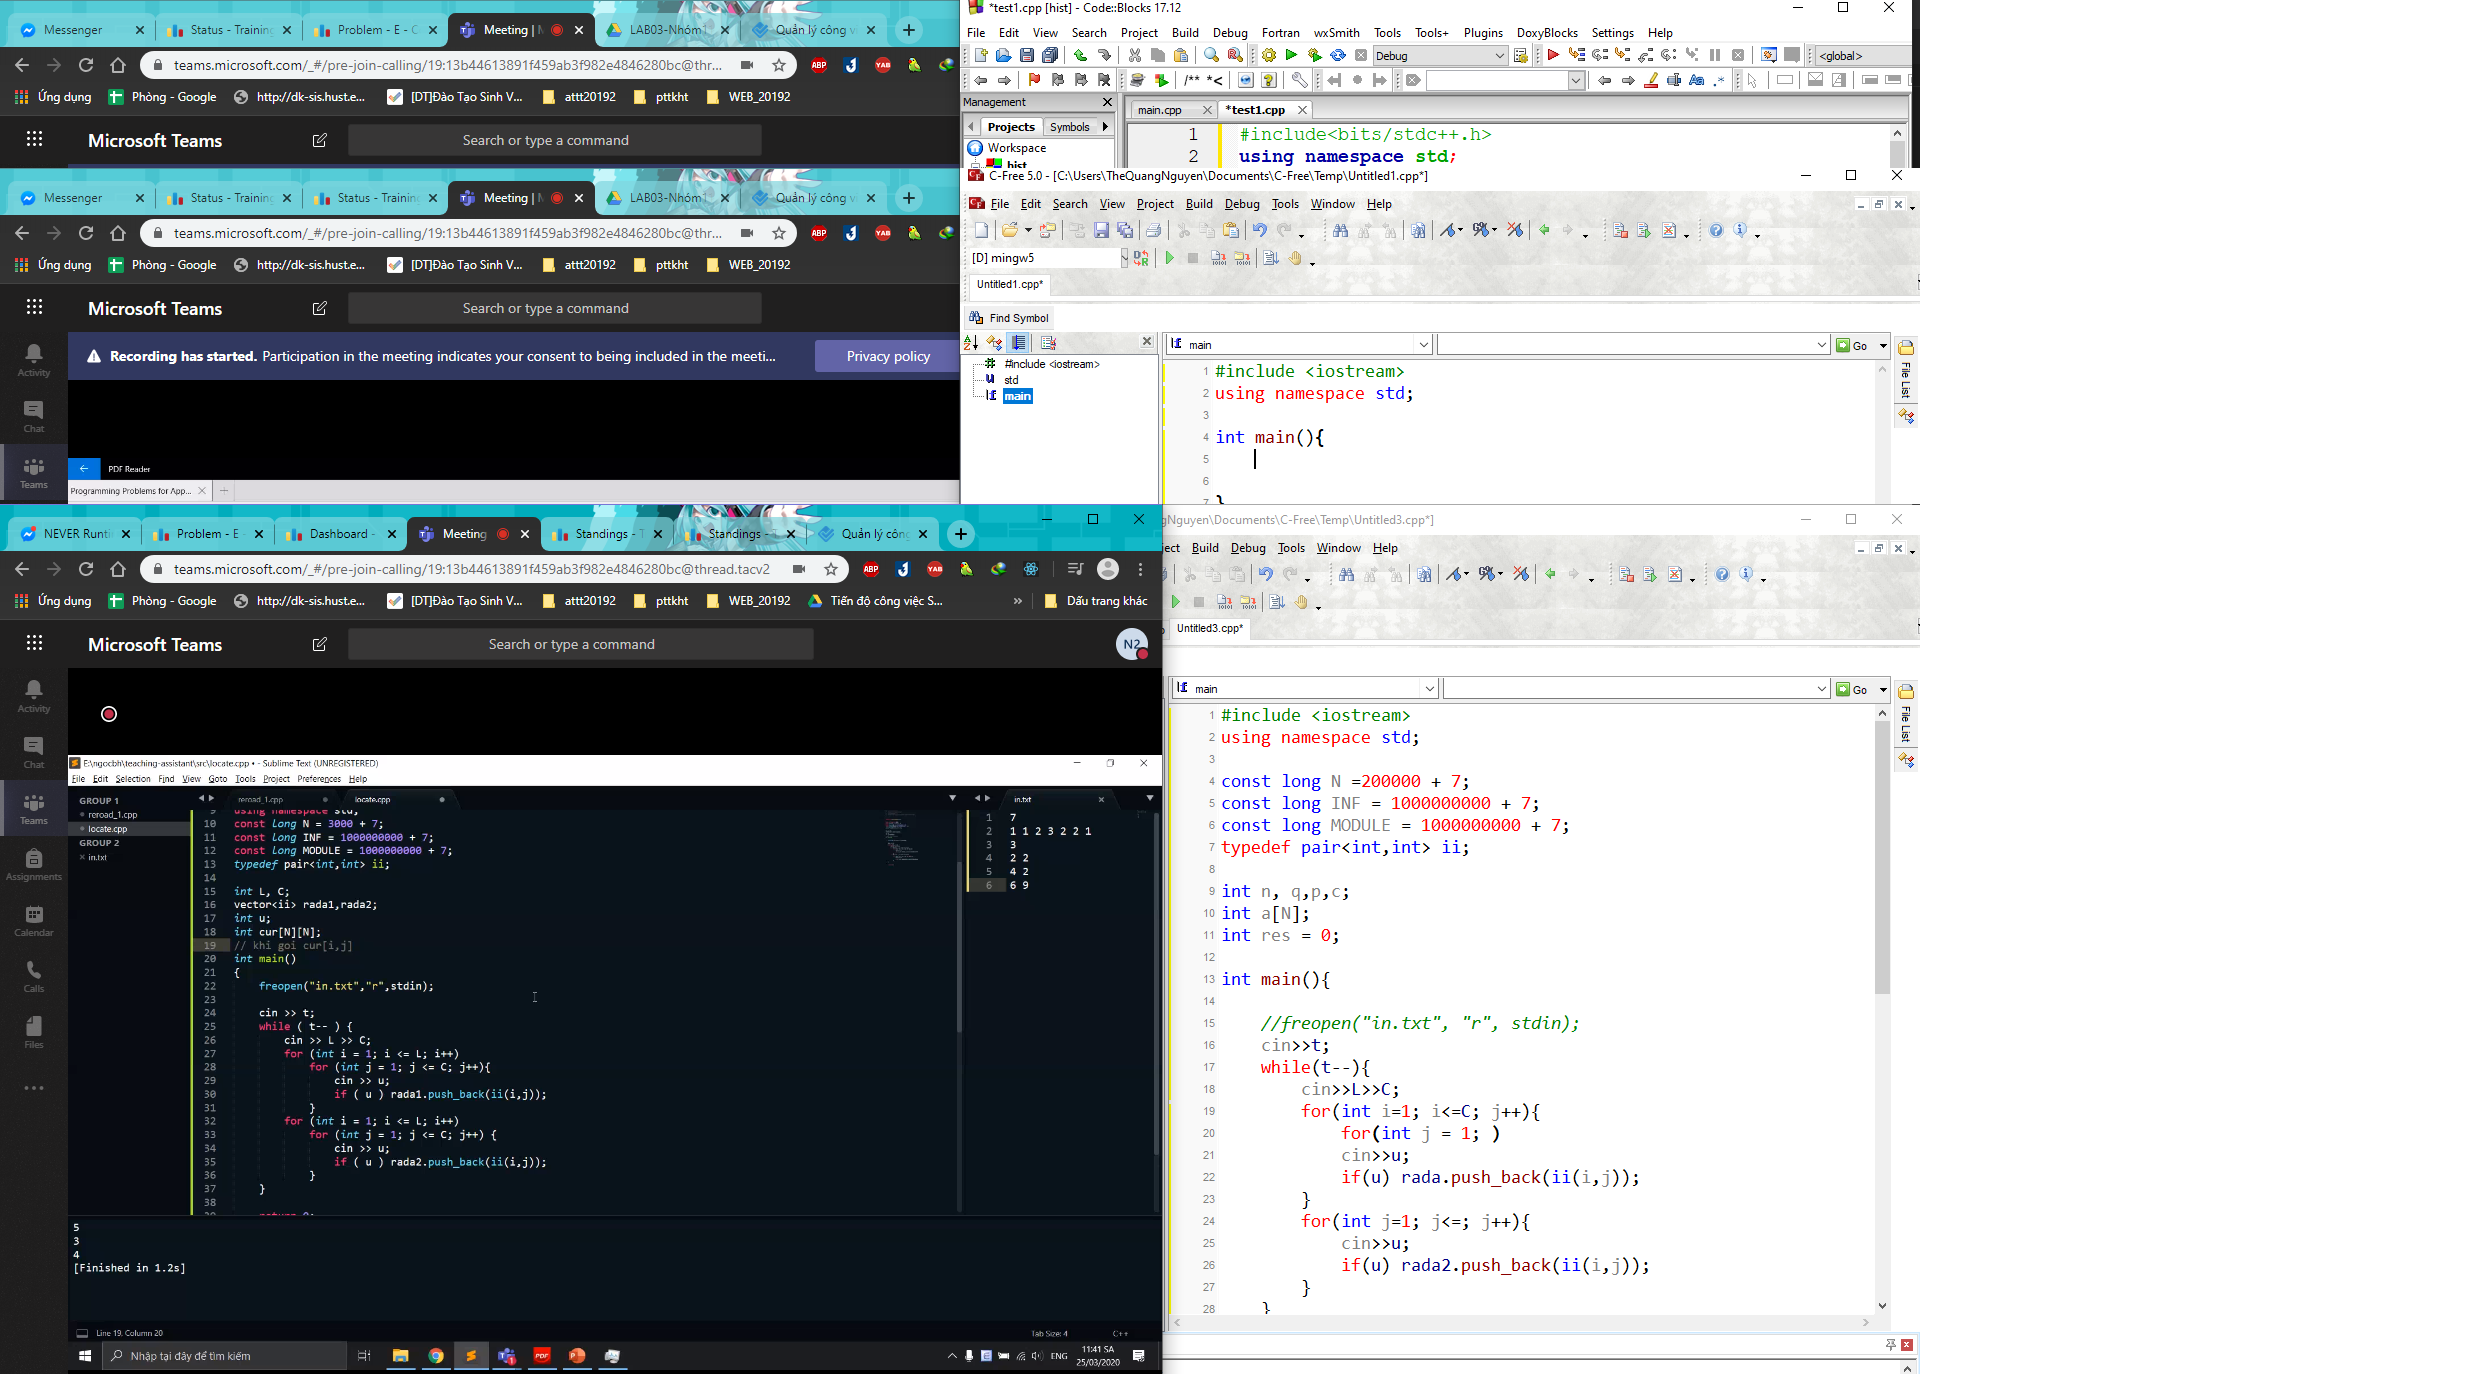 Messenger
Status - Training
Problem - E - C
Meeting |
LAB03-Nhóm1
Quản lý công v
teams.microsoft.com/_#/pre-join-calling/19:13b44613891f459ab3f982e4846280bc@thr...
ABP
YAB
Ứng dụng
Phòng - Google
http://dk-sis.hust.e...
[DT]Đào Tạo Sinh V...
attt20192
pttkht
WEB_20192
Microsoft Teams
Search or type a command
*test1.cpp [hist] - Code::Blocks 17.12
File Edit View Search Project Build Debug Fortran wxSmith Tools Tools+ Plugins DoxyBlocks Settings Help
Debug
<global>
/** *<
Management
main.cpp
*test1.cpp
Projects
Symbols
Workspace
hist
1 #include<bits/stdc++.h>
2 using namespace std;
Messenger
Status - Training
Status - Training
Meeting |
LAB03-Nhóm1
Quản lý công v
teams.microsoft.com/_#/pre-join-calling/19:13b44613891f459ab3f982e4846280bc@thr...
ABP
YAB
Ứng dụng
Phòng - Google
http://dk-sis.hust.e...
[DT]Đào Tạo Sinh V...
attt20192
pttkht
WEB_20192
Microsoft Teams
Search or type a command
Recording has started. Participation in the meeting indicates your consent to being included in the meeti...
Privacy policy
Activity
Chat
Teams
PDF Reader
Programming Problems for App...
C-Free 5.0 - [C:\Users\TheQuangNguyen\Documents\C-Free\Temp\Untitled1.cpp*]
File Edit Search View Project Build Debug Tools Window Help
[D] mingw5
Untitled1.cpp*
Find Symbol
main
Go
File List
#include <iostream>
std
main
1 #include <iostream>
2 using namespace std;
3
4 int main(){
5
6
7 }
NEVER Runti
Problem - E -
Dashboard -
Meeting
Standings - T
Standings - T
Quản lý công
teams.microsoft.com/_#/pre-join-calling/19:13b44613891f459ab3f982e4846280bc@thread.tacv2
ABP
YAB
Ứng dụng
Phòng - Google
http://dk-sis.hust.e...
[DT]Đào Tạo Sinh V...
attt20192
pttkht
WEB_20192
Tiến độ công việc S...
»
Dấu trang khác
Microsoft Teams
Search or type a command
N2
Activity
Chat
Teams
Assignments
Calendar
Calls
Files
E:\ngocbh\teaching-assistant\src\locate.cpp • - Sublime Text (UNREGISTERED)
File Edit Selection Find View Goto Tools Project Preferences Help
GROUP 1
reroad_1.cpp
locate.cpp
GROUP 2
in.txt
reroad_1.cpp
locate.cpp
in.txt
9 using namespace std;
10 const long N = 3000 + 7;
11 const long INF = 1000000000 + 7;
12 const long MODULE = 1000000000 + 7;
13 typedef pair<int,int> ii;
14
15 int L, C;
16 vector<ii> rada1,rada2;
17 int u;
18 int cur[N][N];
19 // khi goi cur[i,j]
20 int main()
21 {
22 freopen("in.txt","r",stdin);
23
24 cin >> t;
25 while ( t-- ) {
26 cin >> L >> C;
27 for (int i = 1; i <= L; i++)
28 for (int j = 1; j <= C; j++){
29 cin >> u;
30 if ( u ) rada1.push_back(ii(i,j));
31 }
32 for (int i = 1; i <= L; i++)
33 for (int j = 1; j <= C; j++) {
34 cin >> u;
35 if ( u ) rada2.push_back(ii(i,j));
36 }
37 }
38
39 return 0;
1 7
2 1 1 2 3 2 2 1
3 3
4 2 2
5 4 2
6 6 9
5
3
4
[Finished in 1.2s]
Line 19, Column 20
Tab Size: 4
C++
Nhập tại đây để tìm kiếm
PDF
ENG
11:41 SA
25/03/2020
gNguyen\Documents\C-Free\Temp\Untitled3.cpp*]
ect Build Debug Tools Window Help
Untitled3.cpp*
main
Go
File List
1 #include <iostream>
2 using namespace std;
3
4 const long N =200000 + 7;
5 const long INF = 1000000000 + 7;
6 const long MODULE = 1000000000 + 7;
7 typedef pair<int,int> ii;
8
9 int n, q,p,c;
10 int a[N];
11 int res = 0;
12
13 int main(){
14
15 //freopen("in.txt", "r", stdin);
16 cin>>t;
17 while(t--){
18 cin>>L>>C;
19 for(int i=1; i<=C; j++){
20 for(int j = 1; )
21 cin>>u;
22 if(u) rada.push_back(ii(i,j));
23 }
24 for(int j=1; j<=; j++){
25 cin>>u;
26 if(u) rada2.push_back(ii(i,j));
27 }
28 }